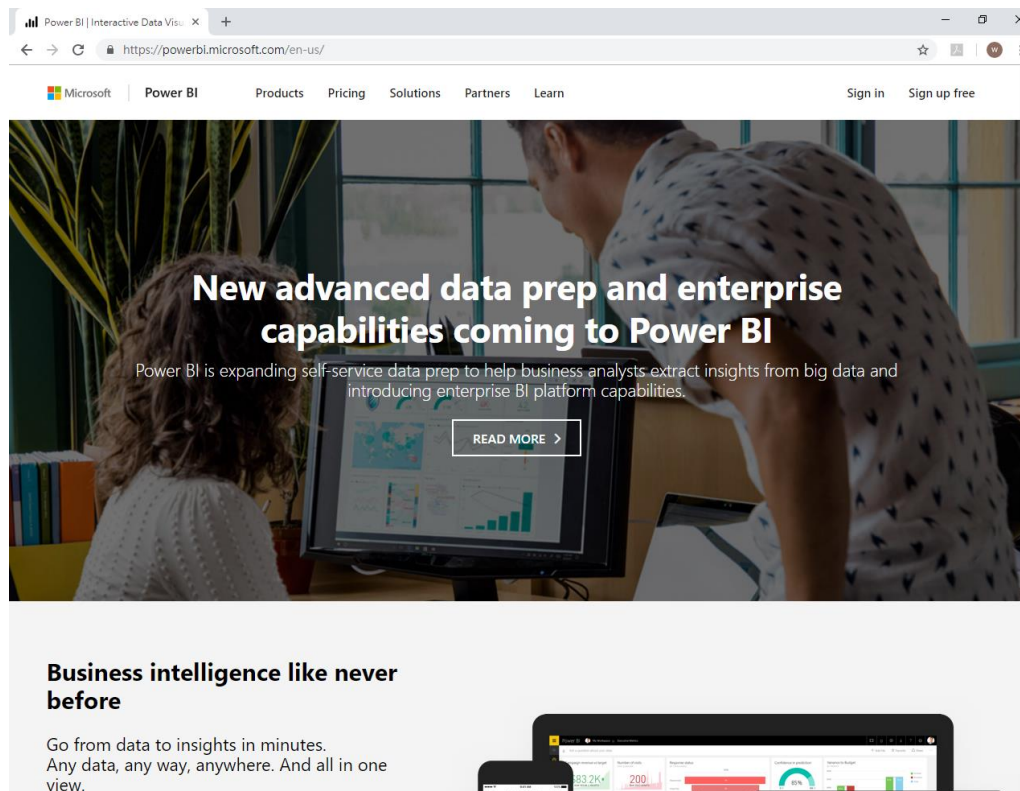 Power BI | Interactive Data Visu
https://powerbi.microsoft.com/en-us/
W
Microsoft Power BI Products Pricing Solutions Partners Learn Sign in Sign up free
New advanced data prep and enterprise
capabilities coming to Power BI
Power BI is expanding self-service data prep to help business analysts extract insights from big data and
introducing enterprise BI platform capabilities.
READ MORE
Business intelligence like never
before
Go from data to insights in minutes.
Any data, any way, anywhere. And all in one
view.
Power BI
200
65%